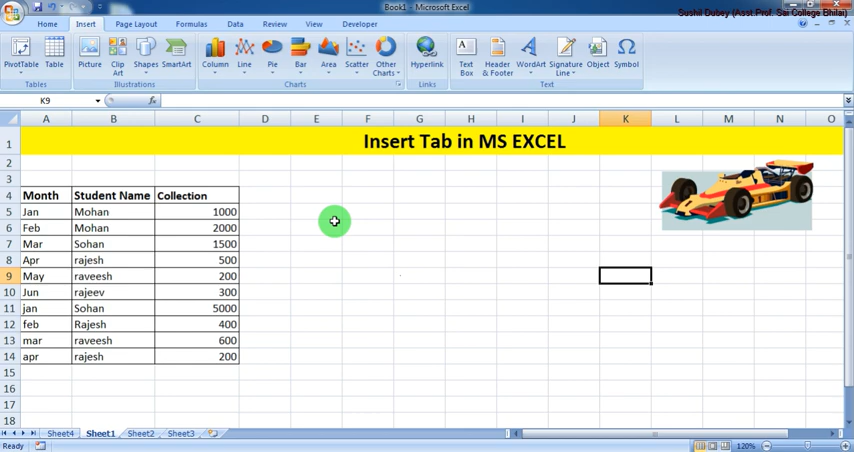 Book1 - Microsoft Excel
Sushil Dubey (Asst Prof. Sai College Bhilai)
Home Insert Page Layout Formulas Data Review View Developer
PivotTable Table Picture Clip Art Shapes SmartArt Column Line Pie Bar Area Scatter Other Charts Hyperlink Text Box Header & Footer WordArt Signature Line Object Symbol
Tables Illustrations Charts Links Text
K9 fx
A B C D E F G H I J K L M N O
1 Insert Tab in MS EXCEL
2
3
4 Month Student Name Collection
5 Jan Mohan 1000
6 Feb Mohan 2000
7 Mar Sohan 1500
8 Apr rajesh 500
9 May raveesh 200
10 Jun rajeev 300
11 jan Sohan 5000
12 feb Rajesh 400
13 mar raveesh 600
14 apr rajesh 200
15
16
17
18
Sheet4 Sheet1 Sheet2 Sheet3
Ready 120%